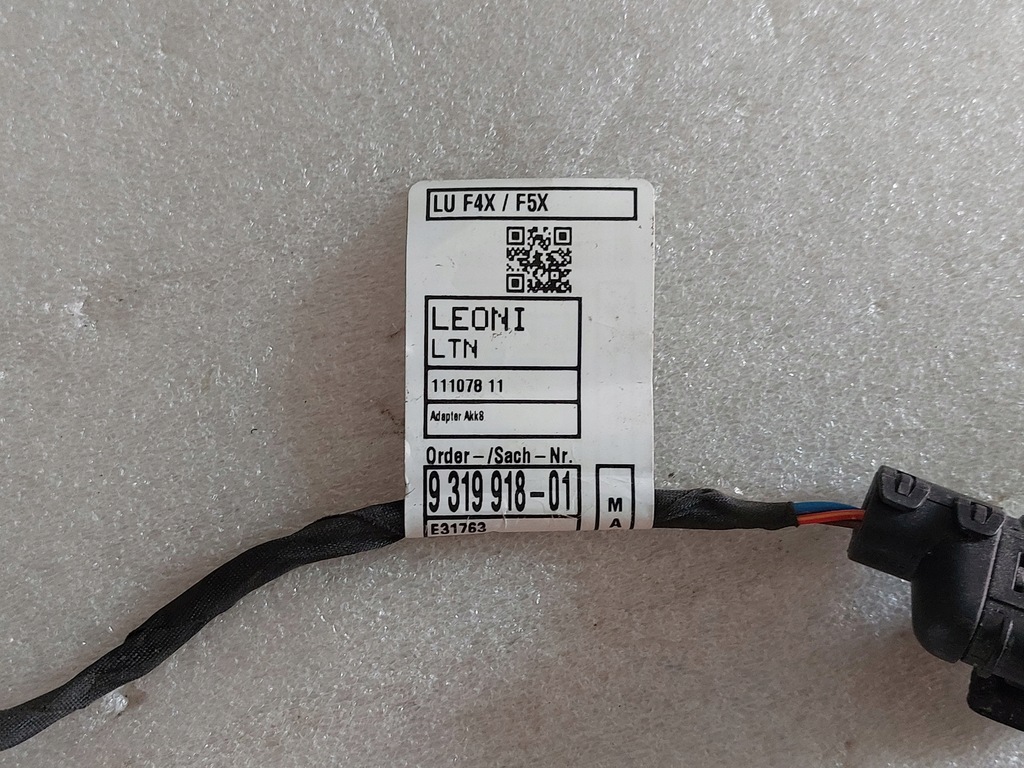 LU F4X / F5X
LEONI
LTN
111078 11
Adapter Akk8
Order-/Sach-Nr.
9 319 918-01
E31763
M
A